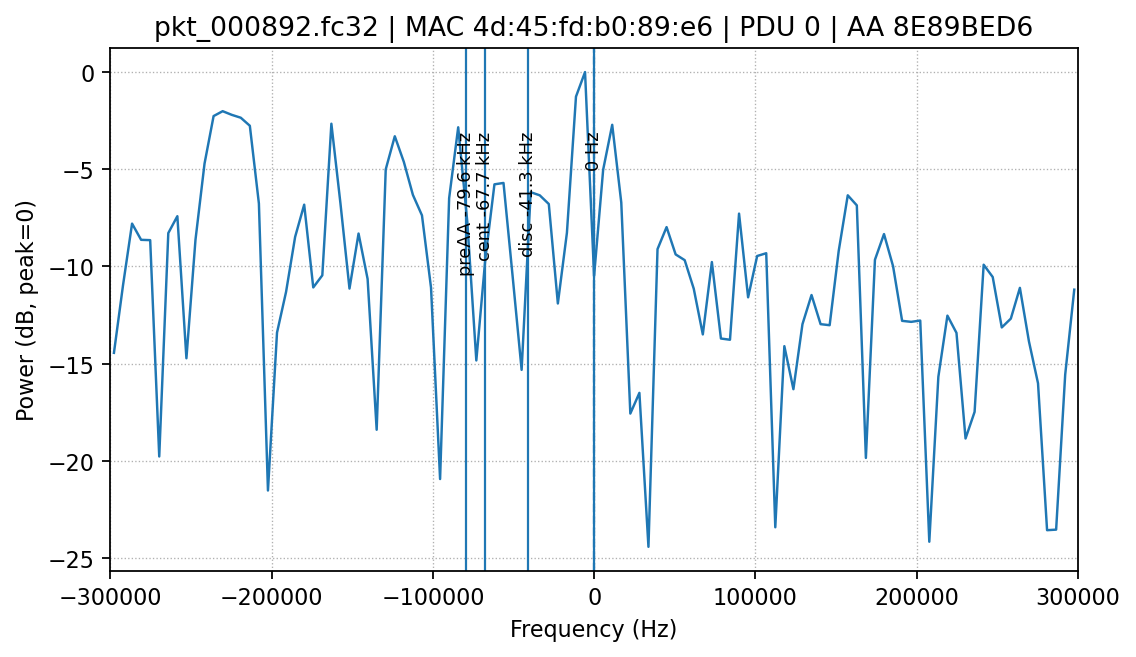 pkt_000892.fc32 | MAC 4d:45:fd:b0:89:e6 | PDU 0 | AA 8E89BED6
Power (dB, peak=0)
0
−5
−10
−15
−20
−25
preAA -79.6 kHz
cent -67.7 kHz
disc -41.3 kHz
0 Hz
−300000
−200000
−100000
0
100000
200000
300000
Frequency (Hz)